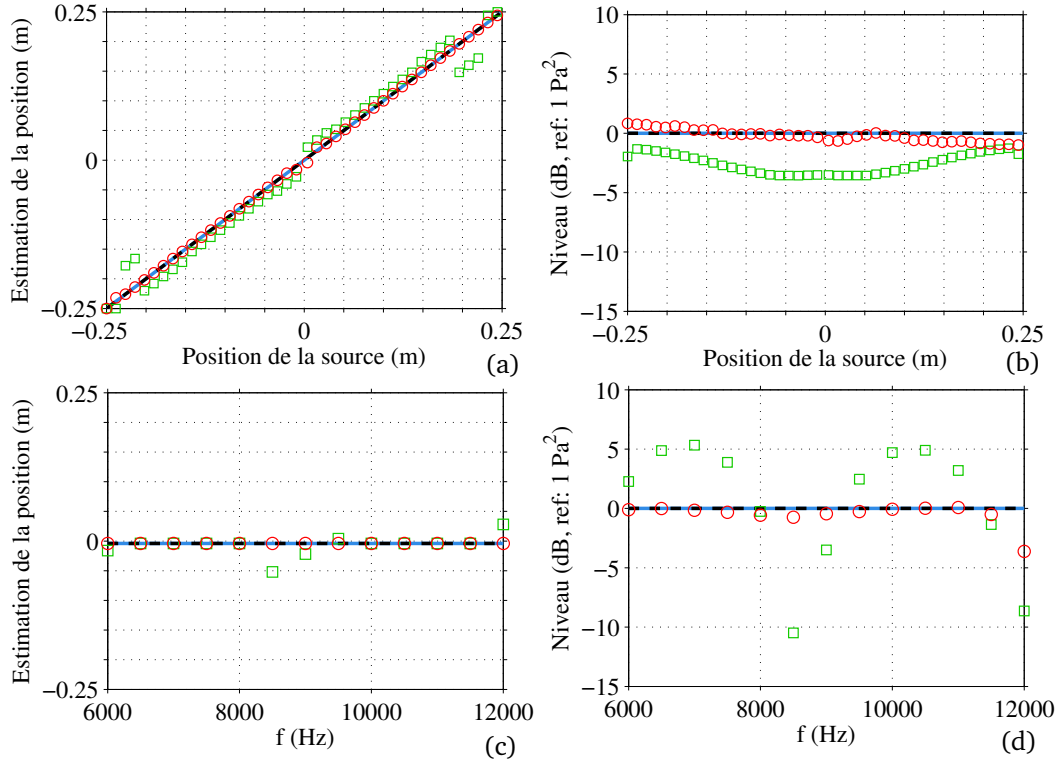 0.25
0
−0.25
Estimation de la position (m)
−0.25
0
0.25
Position de la source (m)
(a)
10
5
0
−5
−10
−15
Niveau (dB, ref: 1 Pa²)
−0.25
0
0.25
Position de la source (m)
(b)
0.25
0
−0.25
Estimation de la position (m)
6000
8000
10000
12000
f (Hz)
(c)
10
5
0
−5
−10
−15
Niveau (dB, ref: 1 Pa²)
6000
8000
10000
12000
f (Hz)
(d)